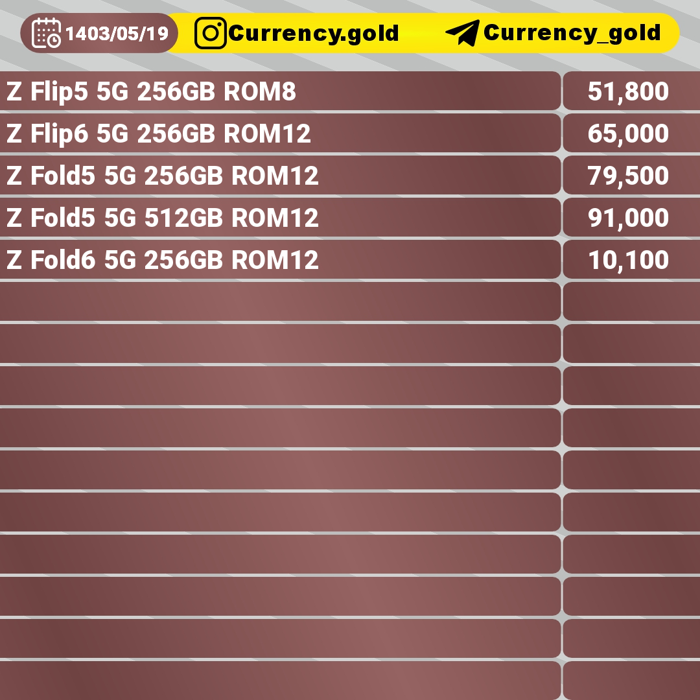 1403/05/19 Currency.gold Currency_gold
Z Flip5 5G 256GB ROM8 51,800
Z Flip6 5G 256GB ROM12 65,000
Z Fold5 5G 256GB ROM12 79,500
Z Fold5 5G 512GB ROM12 91,000
Z Fold6 5G 256GB ROM12 10,100